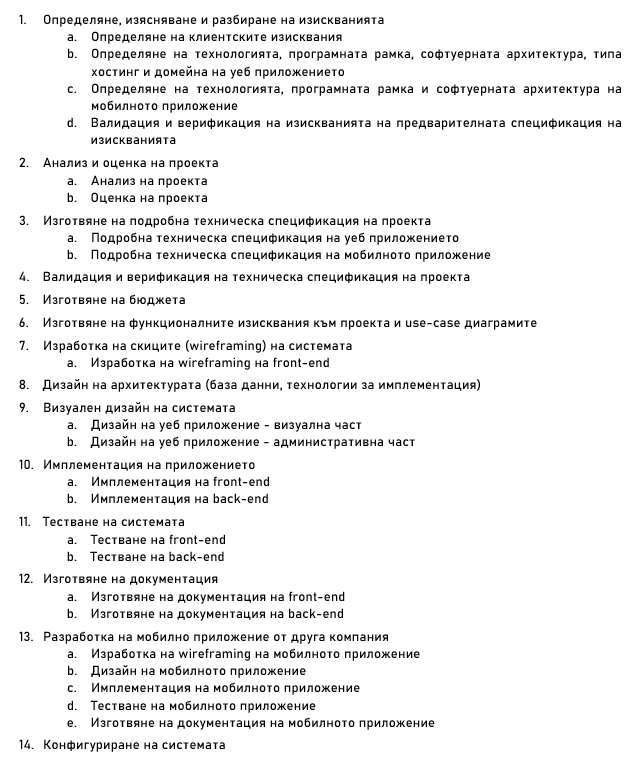 1. Определяне, изясняване и разбиране на изискванията
a. Определяне на клиентските изисквания
b. Определяне на технологията, програмната рамка, софтуерната архитектура, типа
хостинг и домейна на уеб приложението
c. Определяне на технологията, програмната рамка и софтуерната архитектура на
мобилното приложение
d. Валидация и верификация на изискванията на предварителната спецификация на
изискванията
2. Анализ и оценка на проекта
a. Анализ на проекта
b. Оценка на проекта
3. Изготвяне на подробна техническа спецификация на проекта
a. Подробна техническа спецификация на уеб приложението
b. Подробна техническа спецификация на мобилното приложение
4. Валидация и верификация на техническа спецификация на проекта
5. Изготвяне на бюджета
6. Изготвяне на функционалните изисквания към проекта и use-case диаграмите
7. Изработка на скиците (wireframing) на системата
a. Изработка на wireframing на front-end
8. Дизайн на архитектурата (база данни, технологии за имплементация)
9. Визуален дизайн на системата
a. Дизайн на уеб приложение - визуална част
b. Дизайн на уеб приложение - административна част
10. Имплементация на приложението
a. Имплементация на front-end
b. Имплементация на back-end
11. Тестване на системата
a. Тестване на front-end
b. Тестване на back-end
12. Изготвяне на документация
a. Изготвяне на документация на front-end
b. Изготвяне на документация на back-end
13. Разработка на мобилно приложение от друга компания
a. Изработка на wireframing на мобилното приложение
b. Дизайн на мобилното приложение
c. Имплементация на мобилното приложение
d. Тестване на мобилното приложение
e. Изготвяне на документация на мобилното приложение
14. Конфигуриране на системата